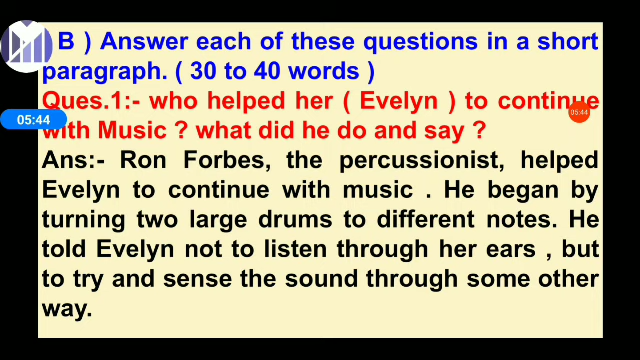 B ) Answer each of these questions in a short
paragraph. ( 30 to 40 words )
Ques.1:- who helped her ( Evelyn ) to continue
05:44
05:44
with Music ? what did he do and say ?
Ans:- Ron Forbes, the percussionist, helped
Evelyn to continue with music . He began by
turning two large drums to different notes. He
told Evelyn not to listen through her ears , but
to try and sense the sound through some other
way.